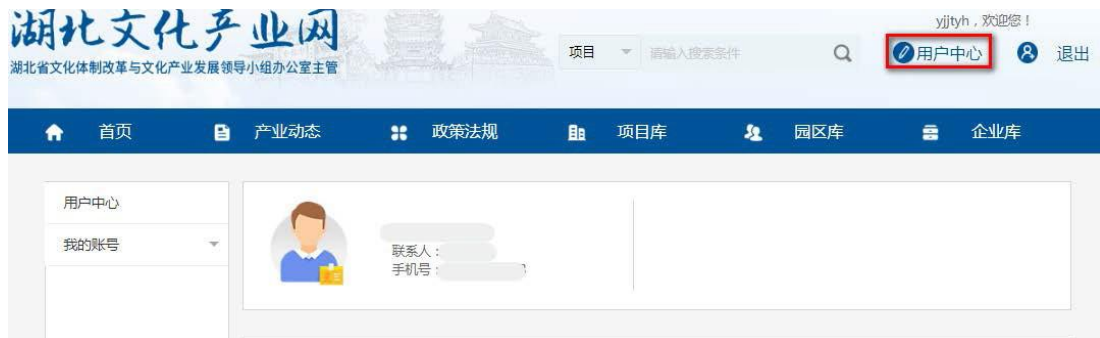 湖北文化产业网
湖北省文化体制改革与文化产业发展领导小组办公室主管
项目
请输入搜索条件
yjjtyh，欢迎您！
用户中心
退出
首页
产业动态
政策法规
项目库
园区库
企业库
用户中心
我的账号
联系人：
手机号：